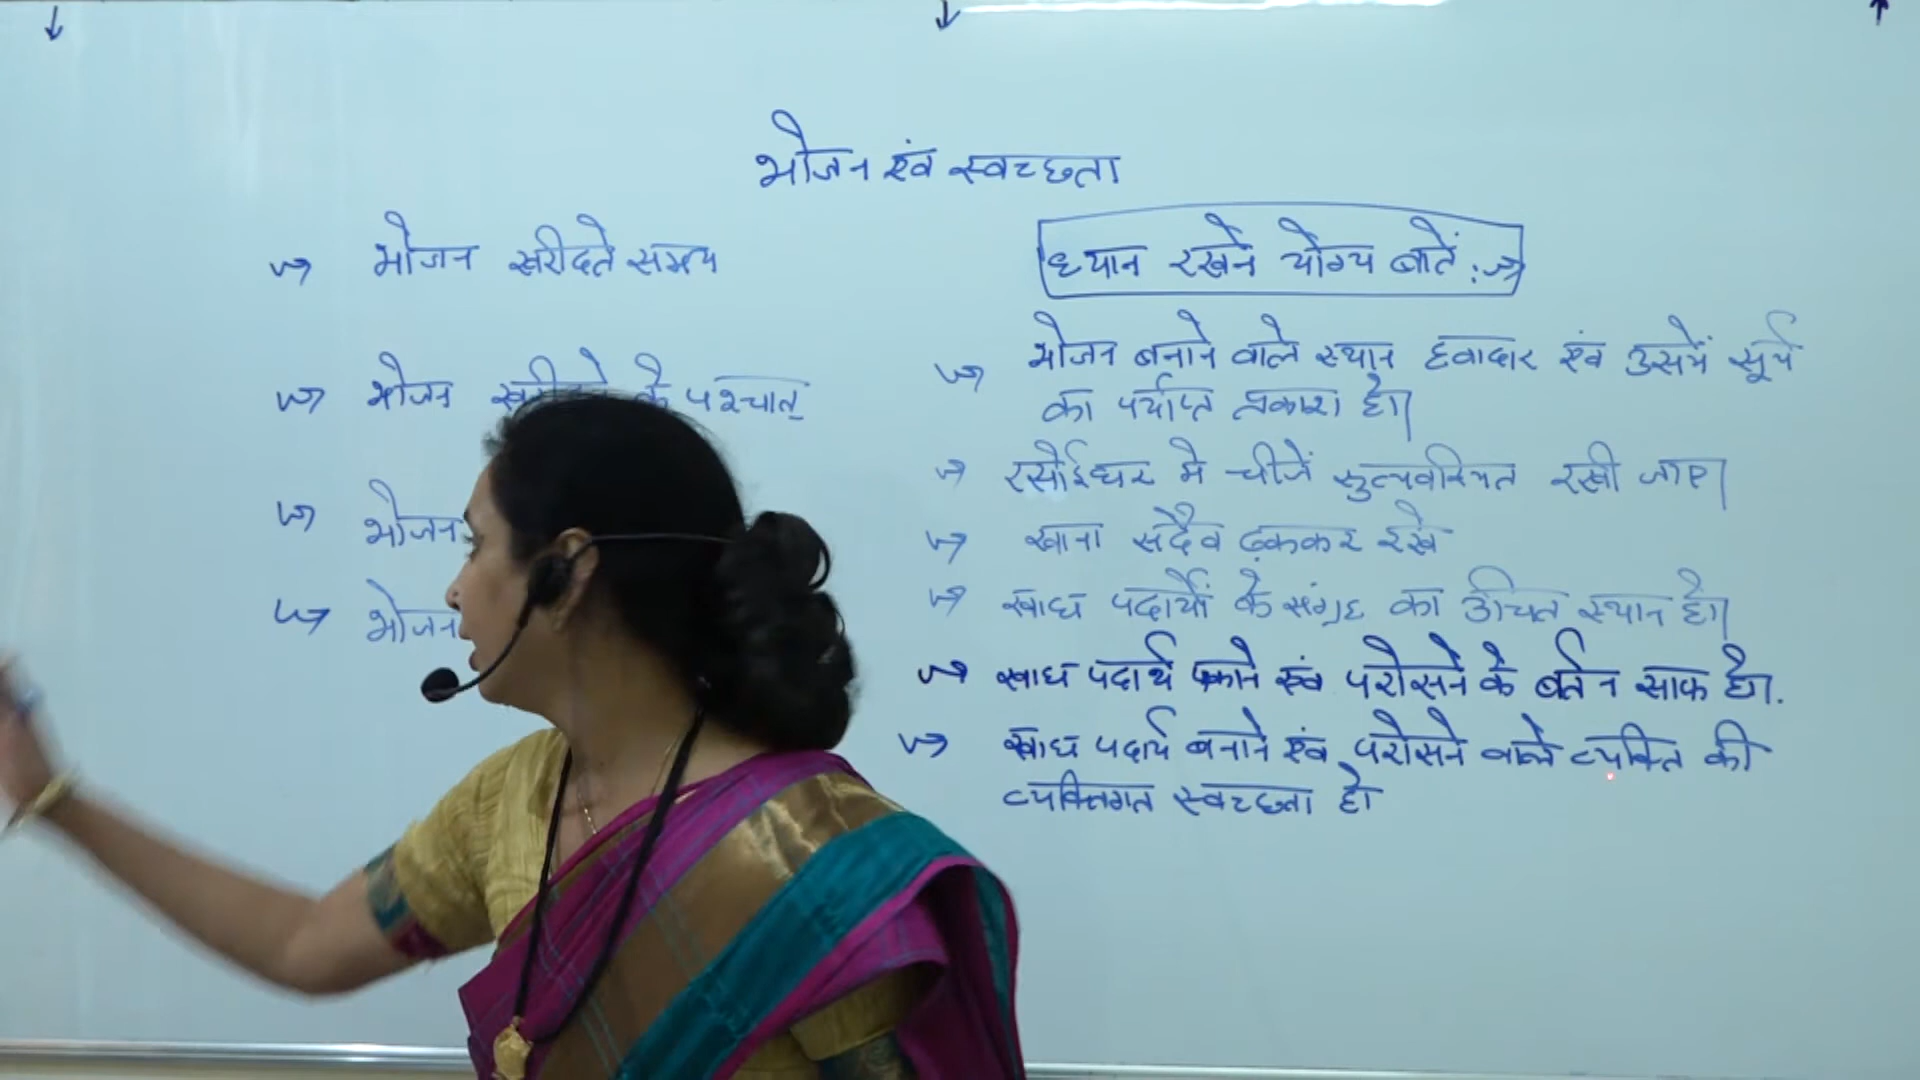 भोजन एवं स्वच्छता
भोजन खरीदते समय
भोजन के पश्चात्
भोजन
भोजन
ध्यान रखने योग्य बातें :→
भोजन बनाने वाले स्थान हवादार एवं उसमें सूर्य
का पर्याप्त प्रकाश हो।
रसोईघर मे चीजें सुव्यवस्थित रखी जाए।
खाना सदैव ढ़ककर रखे
खाद्य पदार्थों के संग्रह का उचित स्थान हो।
खाद्य पदार्थ पकाने एवं परोसने के बर्तन साफ हो.
खाद्य पदार्थ बनाने एवं परोसने वाले व्यक्ति की
व्यक्तिगत स्वच्छता हो